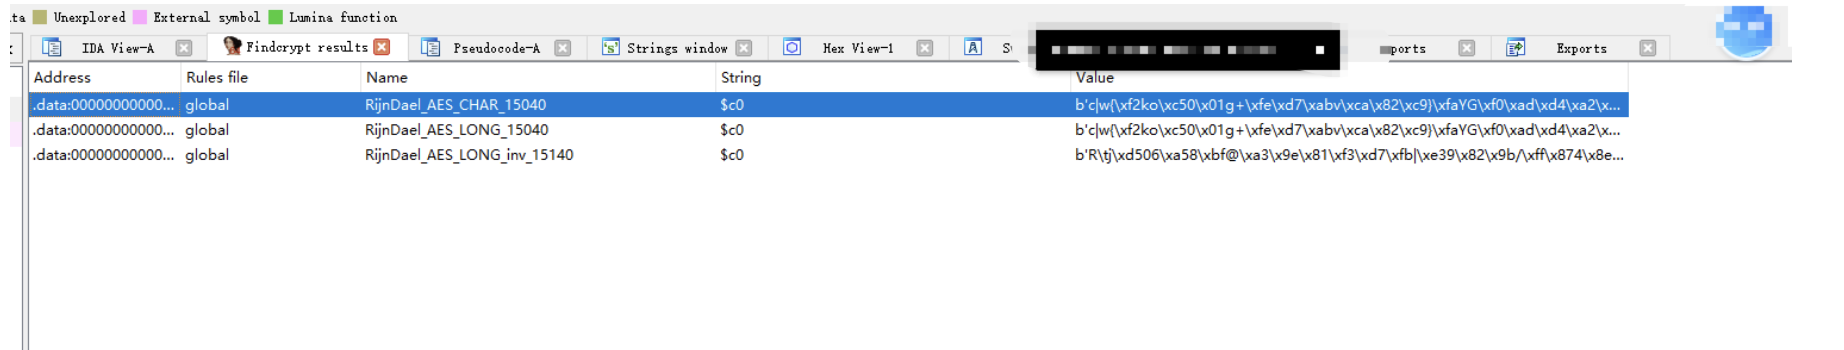 ta Unexplored External symbol Lumina function
IDA View-A Findcrypt results Pseudocode-A 's' Strings window Hex View-1 A S ports Exports
Address Rules file Name String Value
.data:00000000000... global RijnDael_AES_CHAR_15040 $c0 b'c|w{\xf2ko\xc50\x01g+\xfe\xd7\xabv\xca\x82\xc9}\xfaYG\xf0\xad\xd4\xa2\x...
.data:00000000000... global RijnDael_AES_LONG_15040 $c0 b'c|w{\xf2ko\xc50\x01g+\xfe\xd7\xabv\xca\x82\xc9}\xfaYG\xf0\xad\xd4\xa2\x...
.data:00000000000... global RijnDael_AES_LONG_inv_15140 $c0 b'R\tj\xd506\xa58\xbf@\xa3\x9e\x81\xf3\xd7\xfb|\xe39\x82\x9b/\xff\x874\x8e...